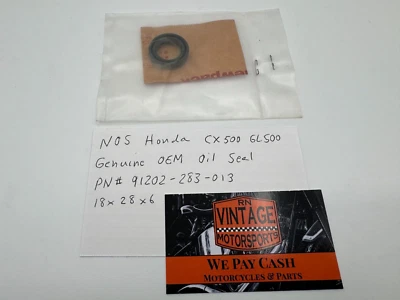 NOS Honda CX500 GL500
Genuine OEM Oil Seal
PN# 91202-283-013
18x 28 x6
RN
VINTAGE
MOTORSPORTS
WE PAY CASH
MOTORCYCLES & PARTS